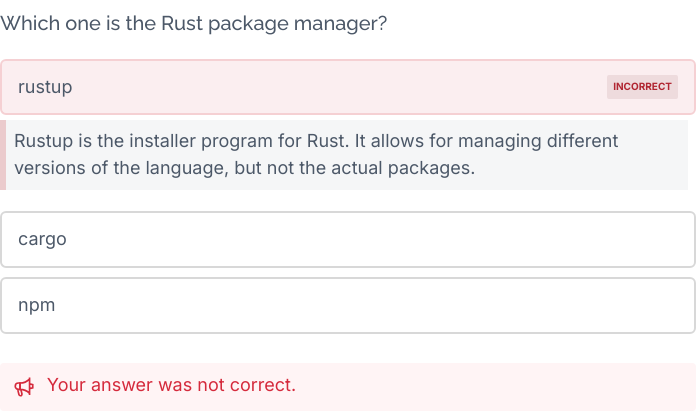 Which one is the Rust package manager?
rustup
INCORRECT
Rustup is the installer program for Rust. It allows for managing different
versions of the language, but not the actual packages.
cargo
npm
Your answer was not correct.